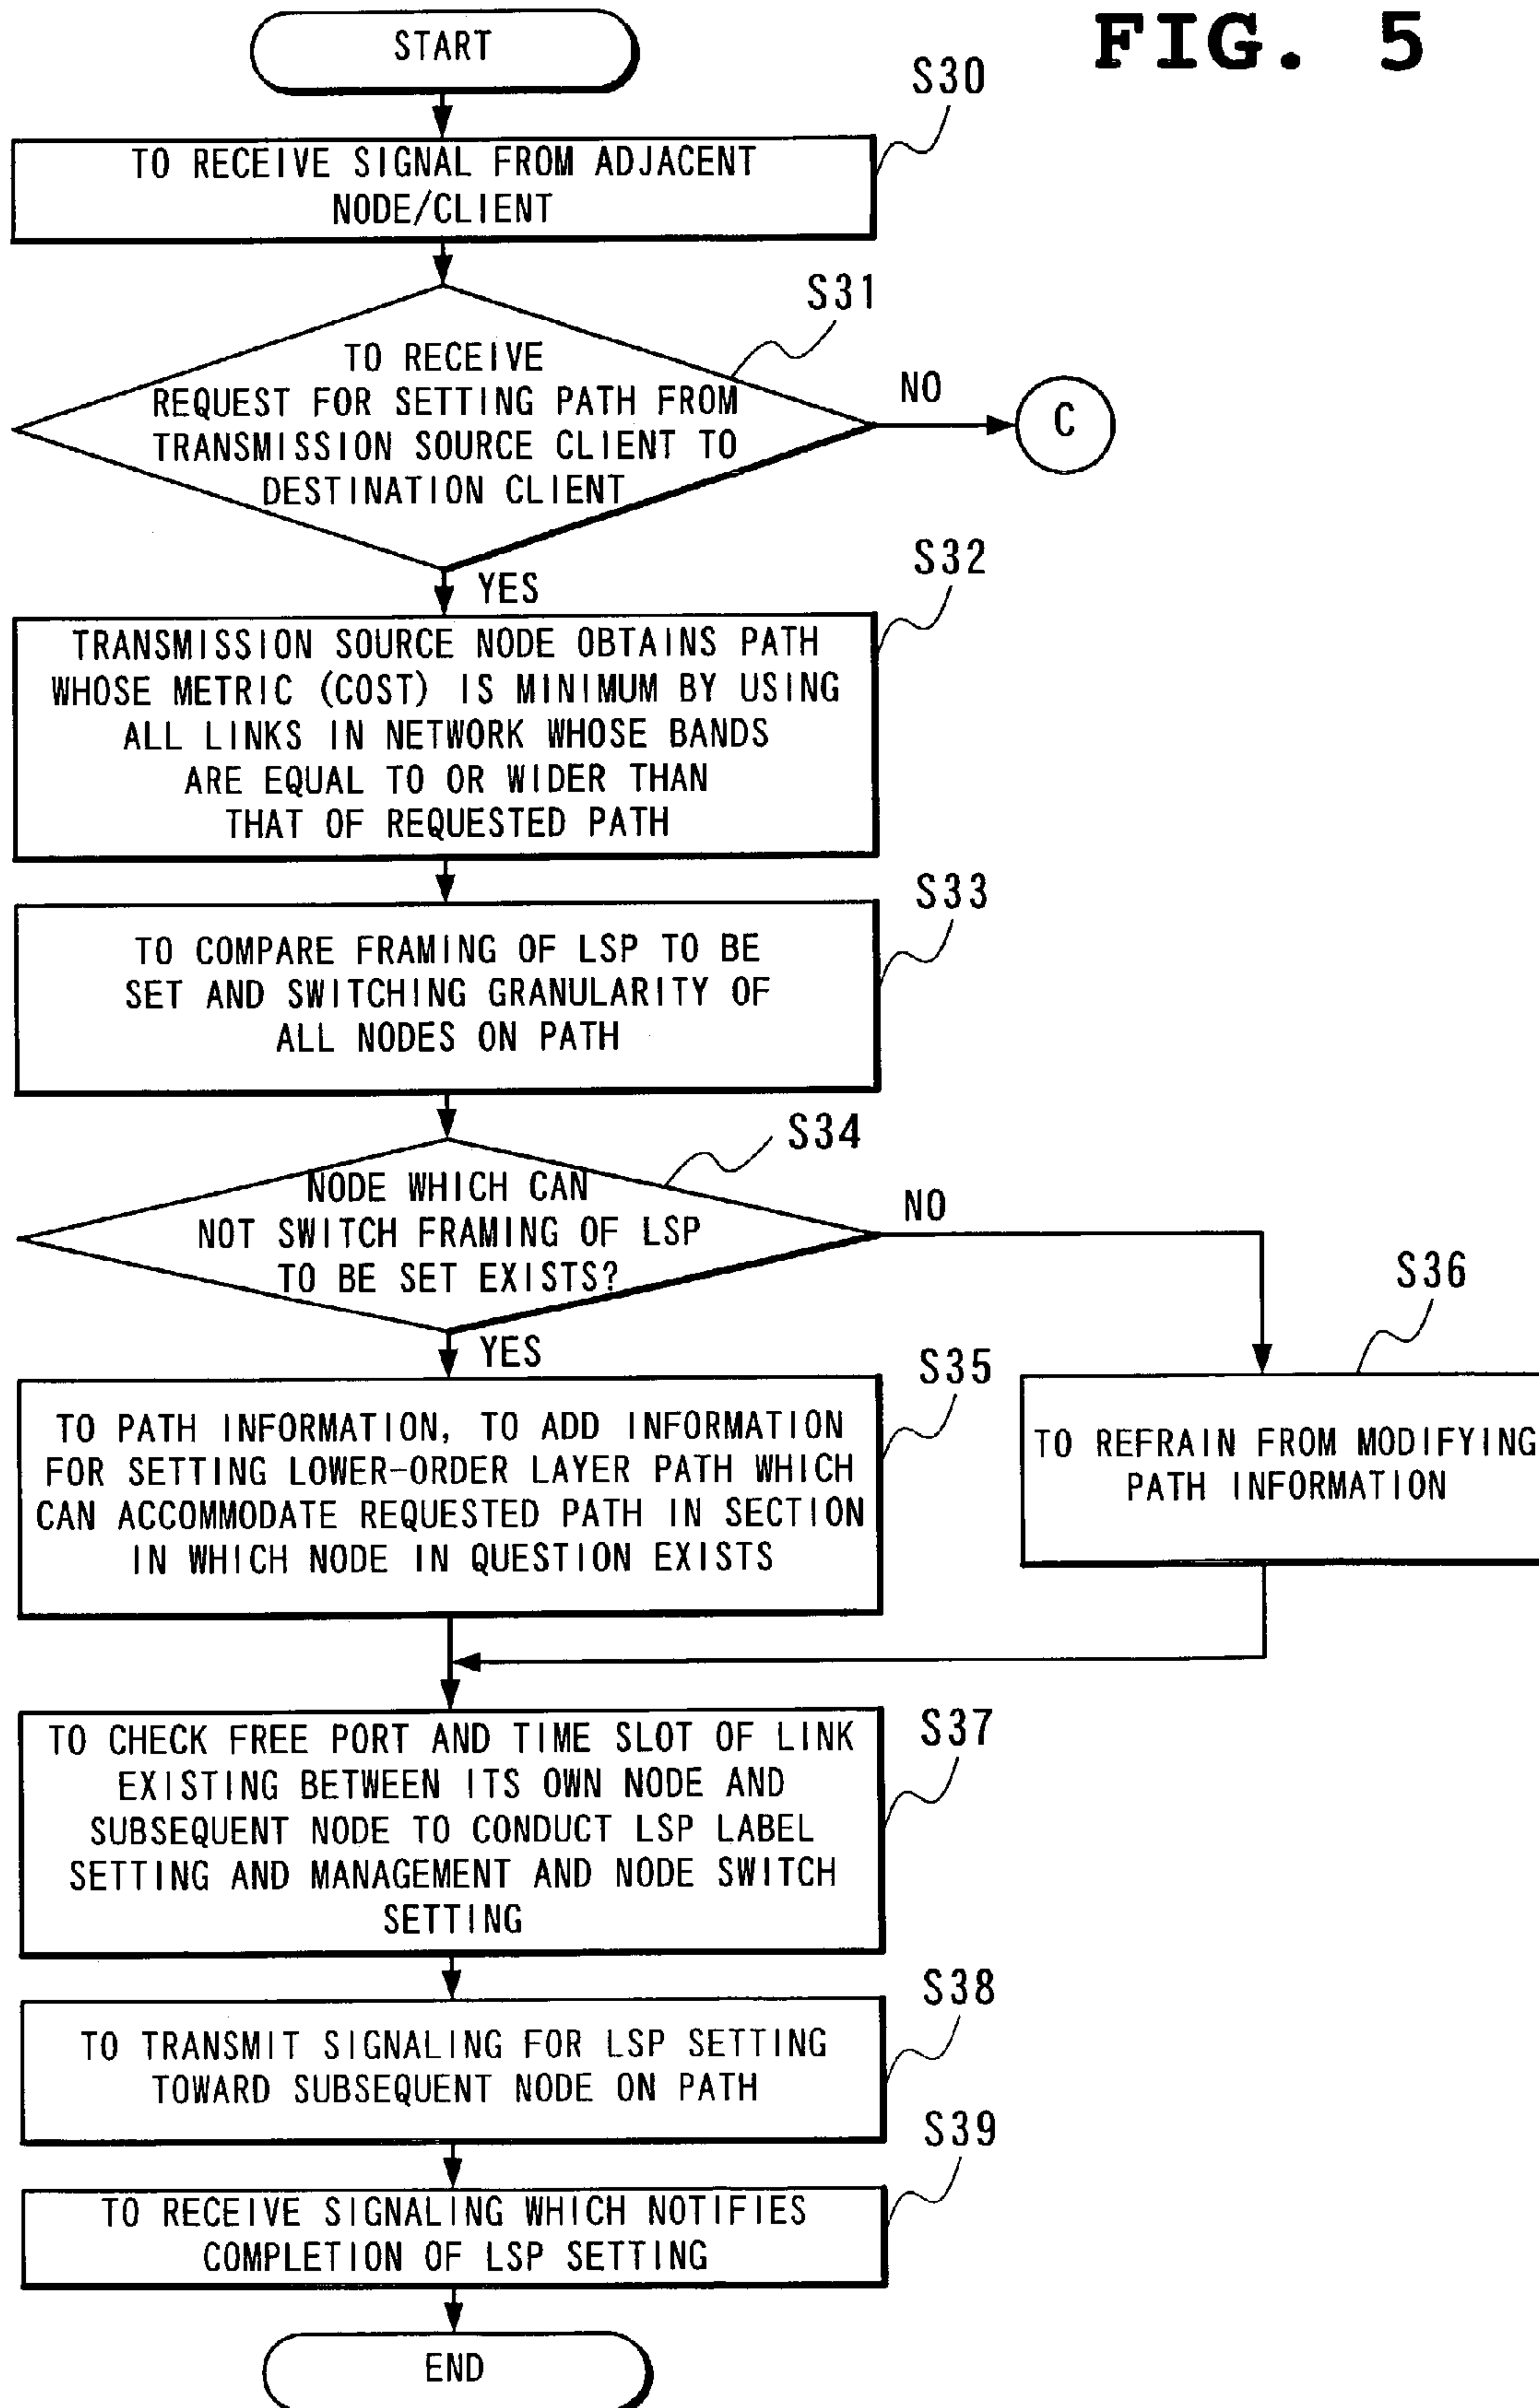 FIG. 5
START
S30
TO RECEIVE SIGNAL FROM ADJACENT
NODE/CLIENT
S31
TO RECEIVE
REQUEST FOR SETTING PATH FROM
TRANSMISSION SOURCE CLIENT TO
DESTINATION CLIENT
NO
C
YES
S32
TRANSMISSION SOURCE NODE OBTAINS PATH
WHOSE METRIC (COST) IS MINIMUM BY USING
ALL LINKS IN NETWORK WHOSE BANDS
ARE EQUAL TO OR WIDER THAN
THAT OF REQUESTED PATH
S33
TO COMPARE FRAMING OF LSP TO BE
SET AND SWITCHING GRANULARITY OF
ALL NODES ON PATH
S34
NODE WHICH CAN
NOT SWITCH FRAMING OF LSP
TO BE SET EXISTS?
NO
YES
S35
TO PATH INFORMATION, TO ADD INFORMATION
FOR SETTING LOWER-ORDER LAYER PATH WHICH
CAN ACCOMMODATE REQUESTED PATH IN SECTION
IN WHICH NODE IN QUESTION EXISTS
S36
TO REFRAIN FROM MODIFYING
PATH INFORMATION
S37
TO CHECK FREE PORT AND TIME SLOT OF LINK
EXISTING BETWEEN ITS OWN NODE AND
SUBSEQUENT NODE TO CONDUCT LSP LABEL
SETTING AND MANAGEMENT AND NODE SWITCH
SETTING
S38
TO TRANSMIT SIGNALING FOR LSP SETTING
TOWARD SUBSEQUENT NODE ON PATH
S39
TO RECEIVE SIGNALING WHICH NOTIFIES
COMPLETION OF LSP SETTING
END